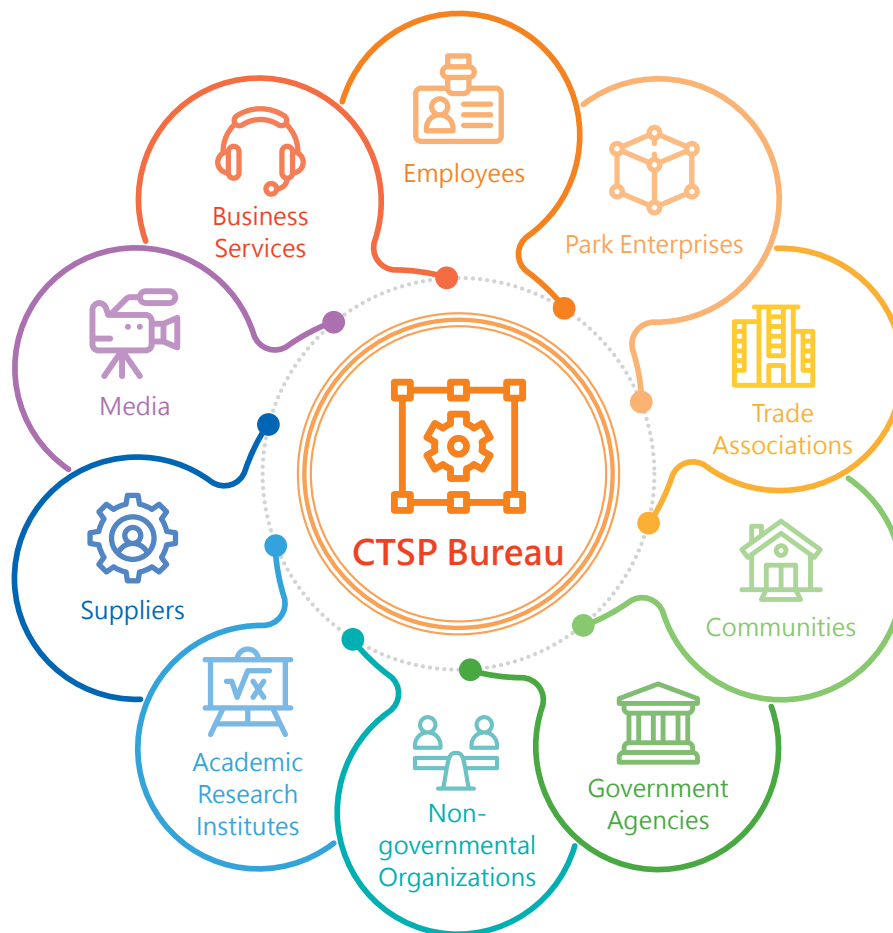 Employees
Park Enterprises
Trade
Associations
Communities
Government
Agencies
Non-
governmental
Organizations
Academic
Research
Institutes
Suppliers
Media
Business
Services
CTSP Bureau
√x